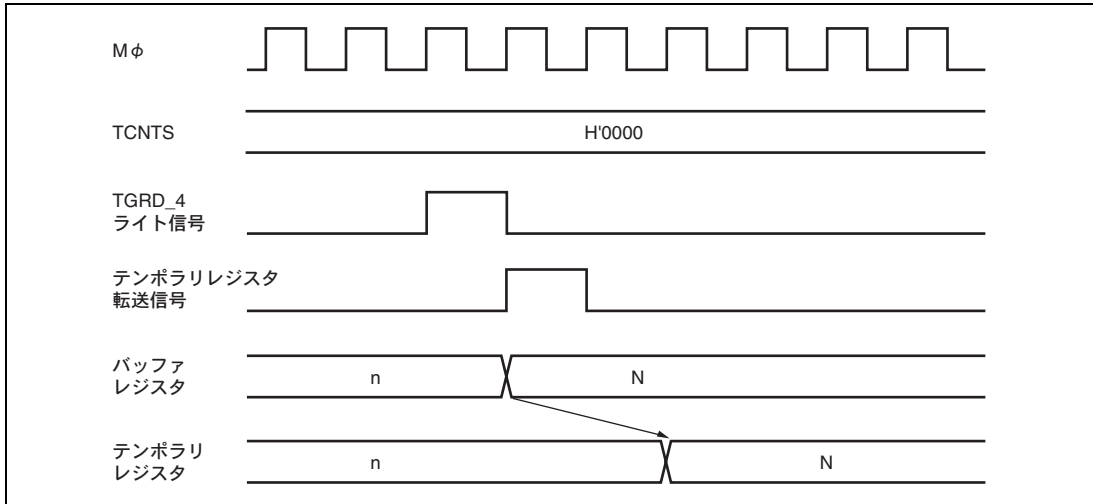 Mφ
TCNTS
H'0000
TGRD_4
ライト信号
テンポラリレジスタ
転送信号
バッファ
レジスタ
n
N
テンポラリ
レジスタ
n
N